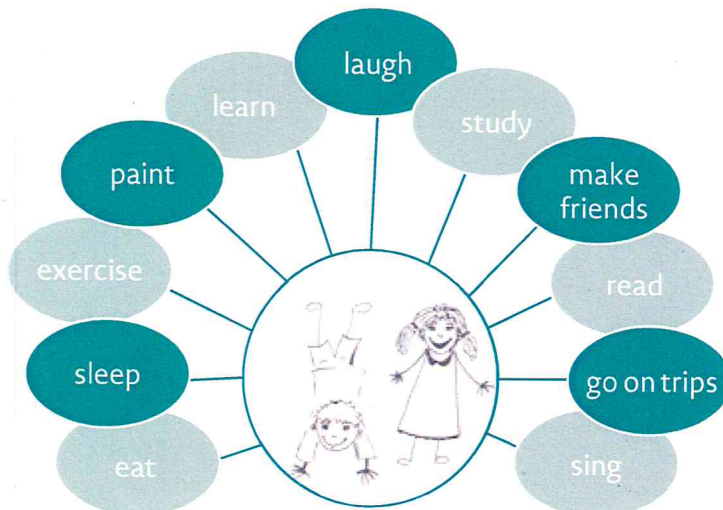 laugh
learn
study
paint
make
friends
exercise
read
sleep
go on trips
eat
sing